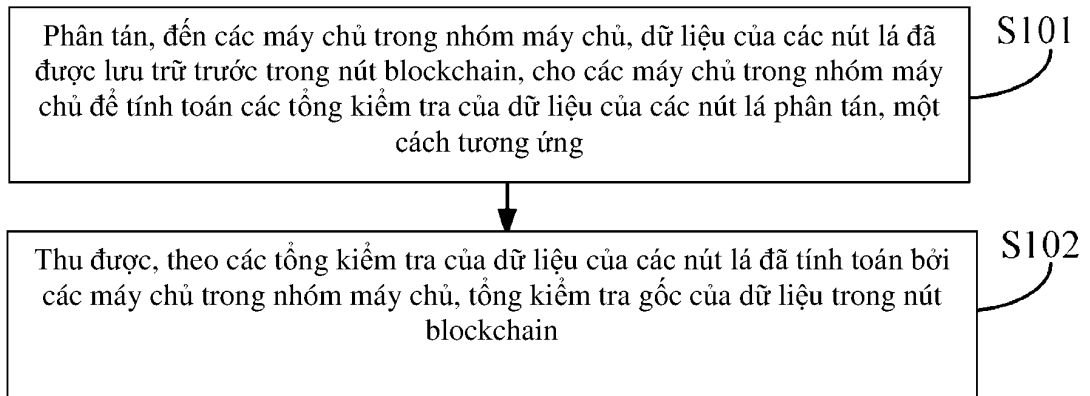 Phân tán, đến các máy chủ trong nhóm máy chủ, dữ liệu của các nút lá đã
được lưu trữ trước trong nút blockchain, cho các máy chủ trong nhóm máy
chủ để tính toán các tổng kiểm tra của dữ liệu của các nút lá phân tán, một
cách tương ứng
S101
Thu được, theo các tổng kiểm tra của dữ liệu của các nút lá đã tính toán bởi
các máy chủ trong nhóm máy chủ, tổng kiểm tra gốc của dữ liệu trong nút
blockchain
S102